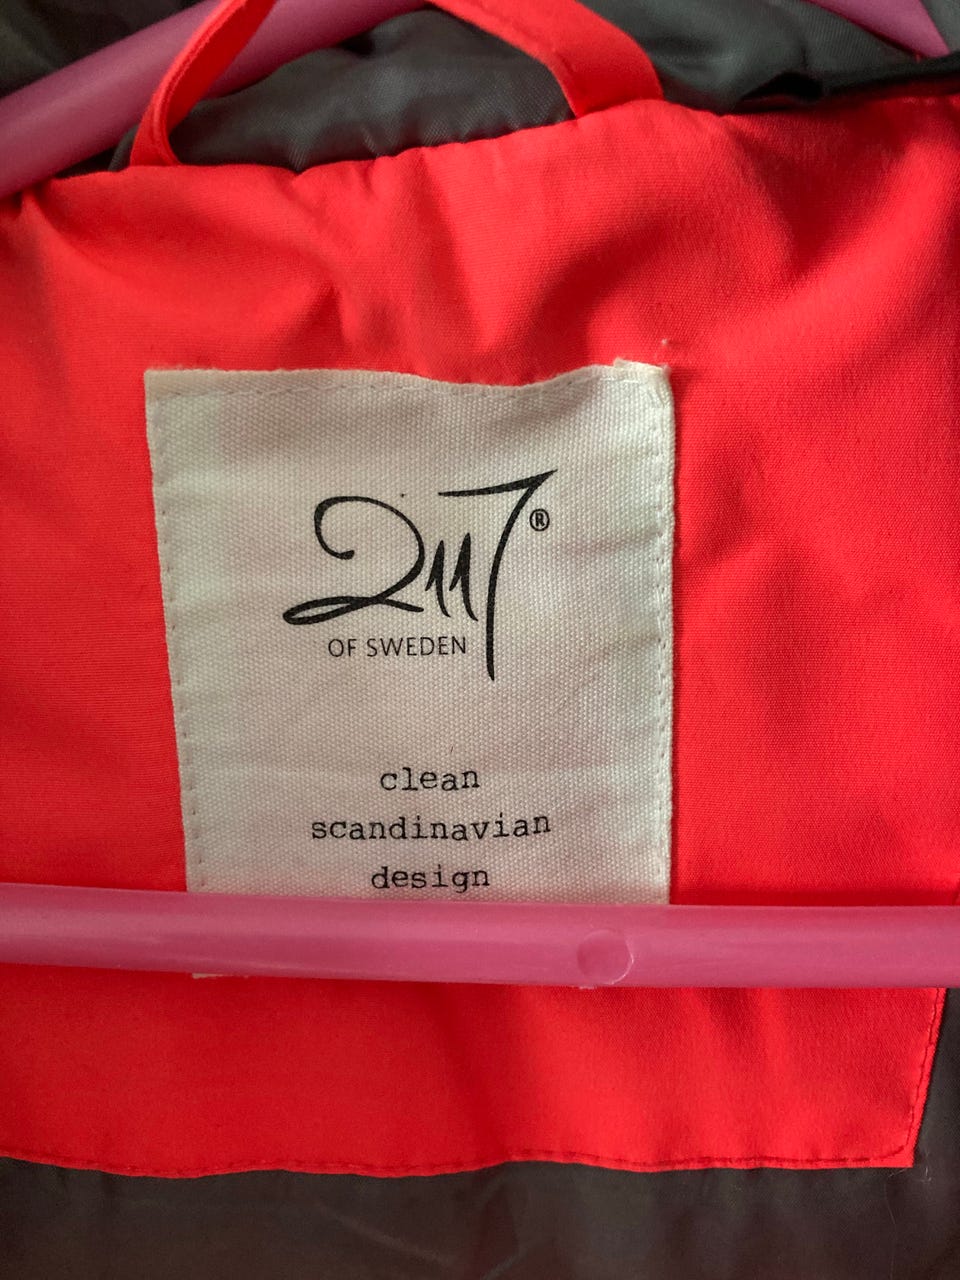 2117®
OF SWEDEN
clean
scandinavian
design